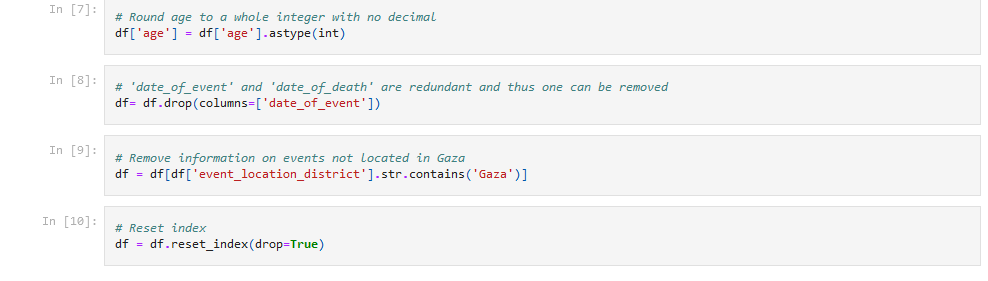 In [7]:
# Round age to a whole integer with no decimal
df['age'] = df['age'].astype(int)
In [8]:
# 'date_of_event' and 'date_of_death' are redundant and thus one can be removed
df= df.drop(columns=['date_of_event'])
In [9]:
# Remove information on events not located in Gaza
df = df[df['event_location_district'].str.contains('Gaza')]
In [10]:
# Reset index
df = df.reset_index(drop=True)